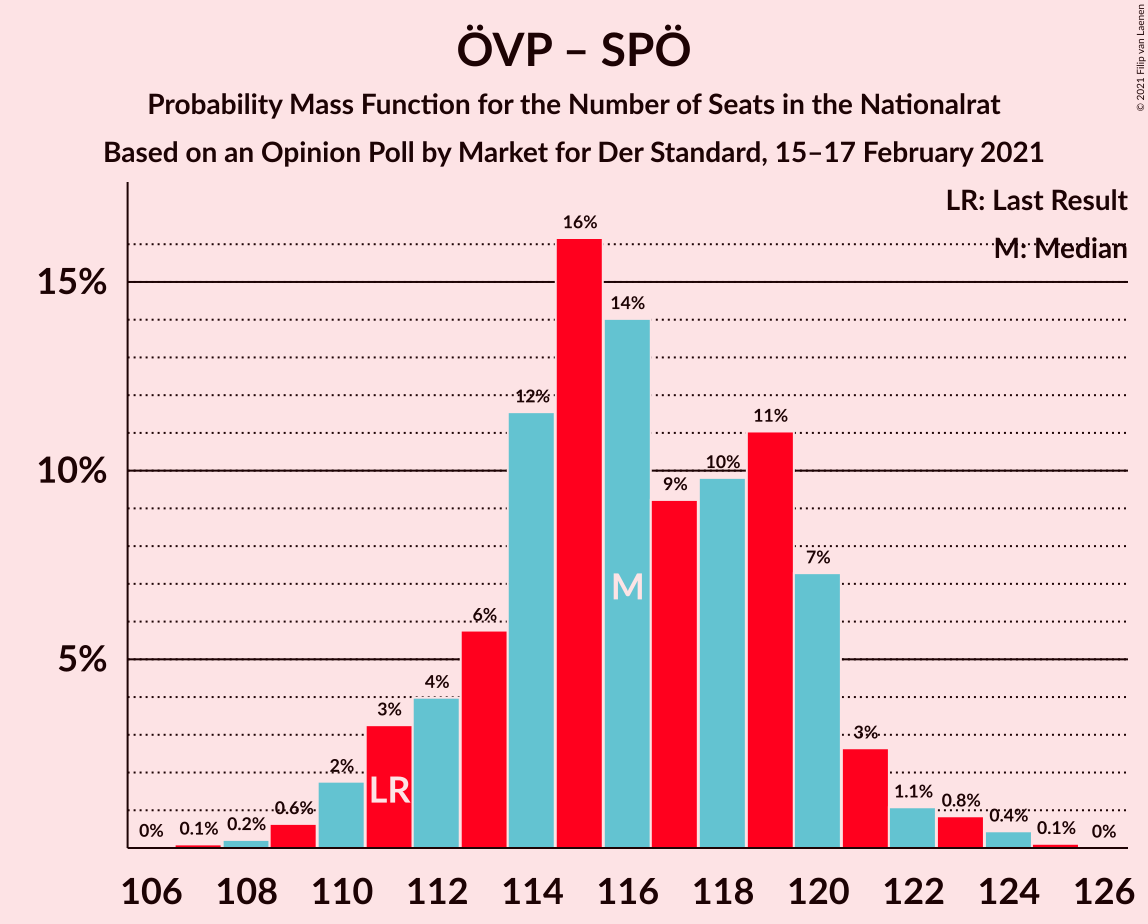 ÖVP – SPÖ
Probability Mass Function for the Number of Seats in the Nationalrat
Based on an Opinion Poll by Market for Der Standard, 15–17 February 2021
© 2021 Filip van Laenen
LR: Last Result
M: Median
15%
10%
5%
0%
0.1%
0.2%
0.6%
2%
3%
4%
6%
12%
16%
14%
9%
10%
11%
7%
3%
1.1%
0.8%
0.4%
0.1%
0%
LR
M
106 108 110 112 114 116 118 120 122 124 126